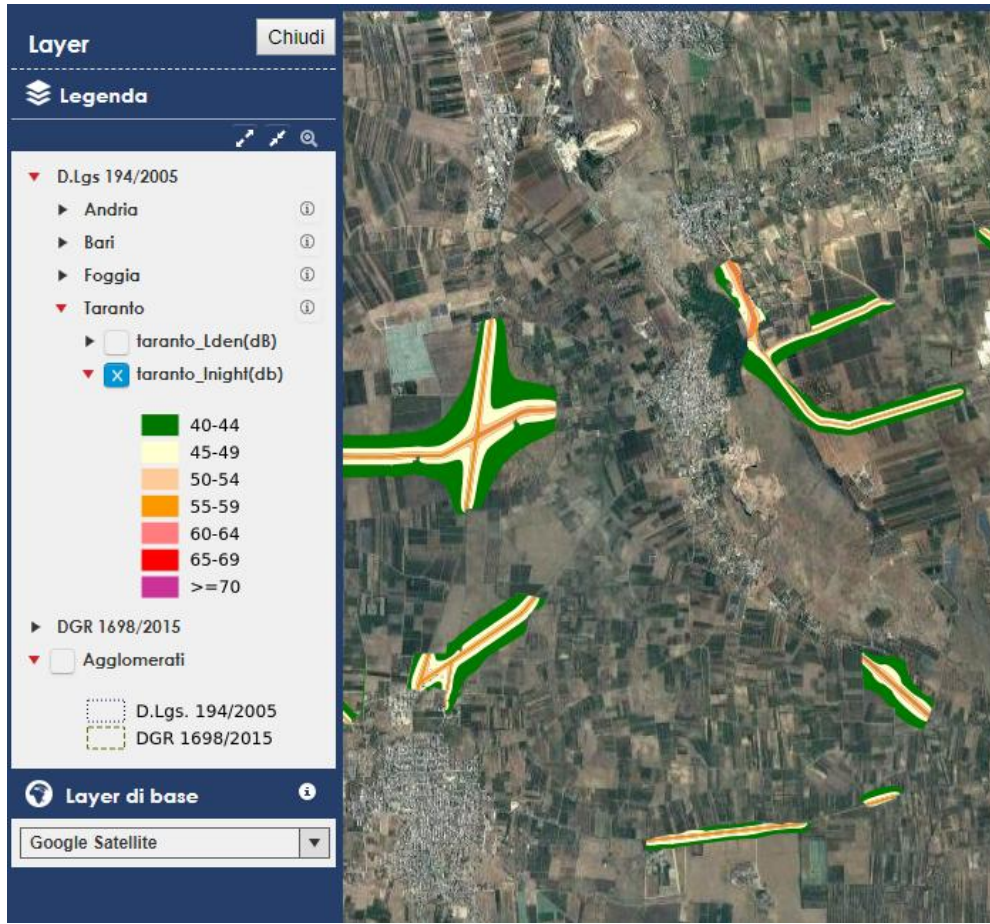 Layer
Chiudi
Legenda
D.Lgs 194/2005
Andria
Bari
Foggia
Taranto
taranto_Lden(dB)
taranto_lnight(db)
40-44
45-49
50-54
55-59
60-64
65-69
>=70
DGR 1698/2015
Agglomerati
D.Lgs. 194/2005
DGR 1698/2015
Layer di base
Google Satellite